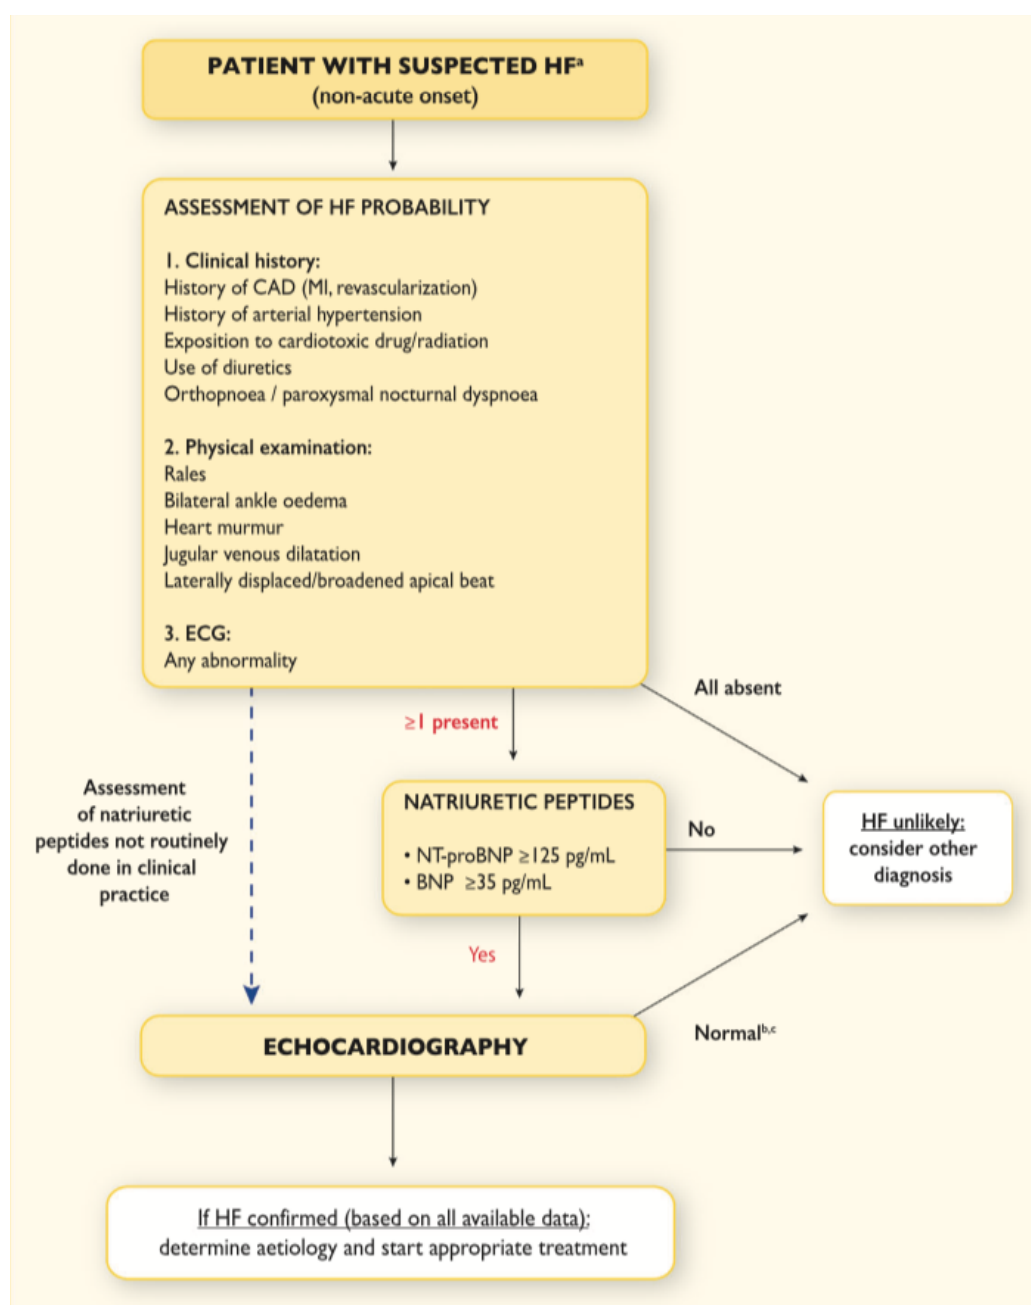 PATIENT WITH SUSPECTED HFᵃ
(non-acute onset)
ASSESSMENT OF HF PROBABILITY
1. Clinical history:
History of CAD (MI, revascularization)
History of arterial hypertension
Exposition to cardiotoxic drug/radiation
Use of diuretics
Orthopnoea / paroxysmal nocturnal dyspnoea
2. Physical examination:
Rales
Bilateral ankle oedema
Heart murmur
Jugular venous dilatation
Laterally displaced/broadened apical beat
3. ECG:
Any abnormality
All absent
≥1 present
Assessment
of natriuretic
peptides not routinely
done in clinical
practice
NATRIURETIC PEPTIDES
• NT-proBNP ≥125 pg/mL
• BNP ≥35 pg/mL
No
HF unlikely:
consider other
diagnosis
Yes
Normalᵇ,ᶜ
ECHOCARDIOGRAPHY
If HF confirmed (based on all available data):
determine aetiology and start appropriate treatment